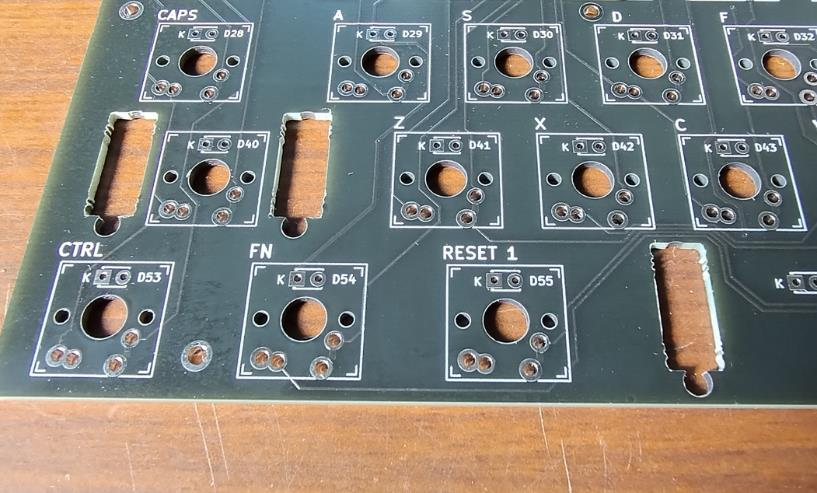 CAPS A S D F
K D28 K D29 K D30 K D31 K D32
Z X C
K D40 K D41 K D42 K D43
CTRL FN RESET 1
K D53 K D54 K D55 K